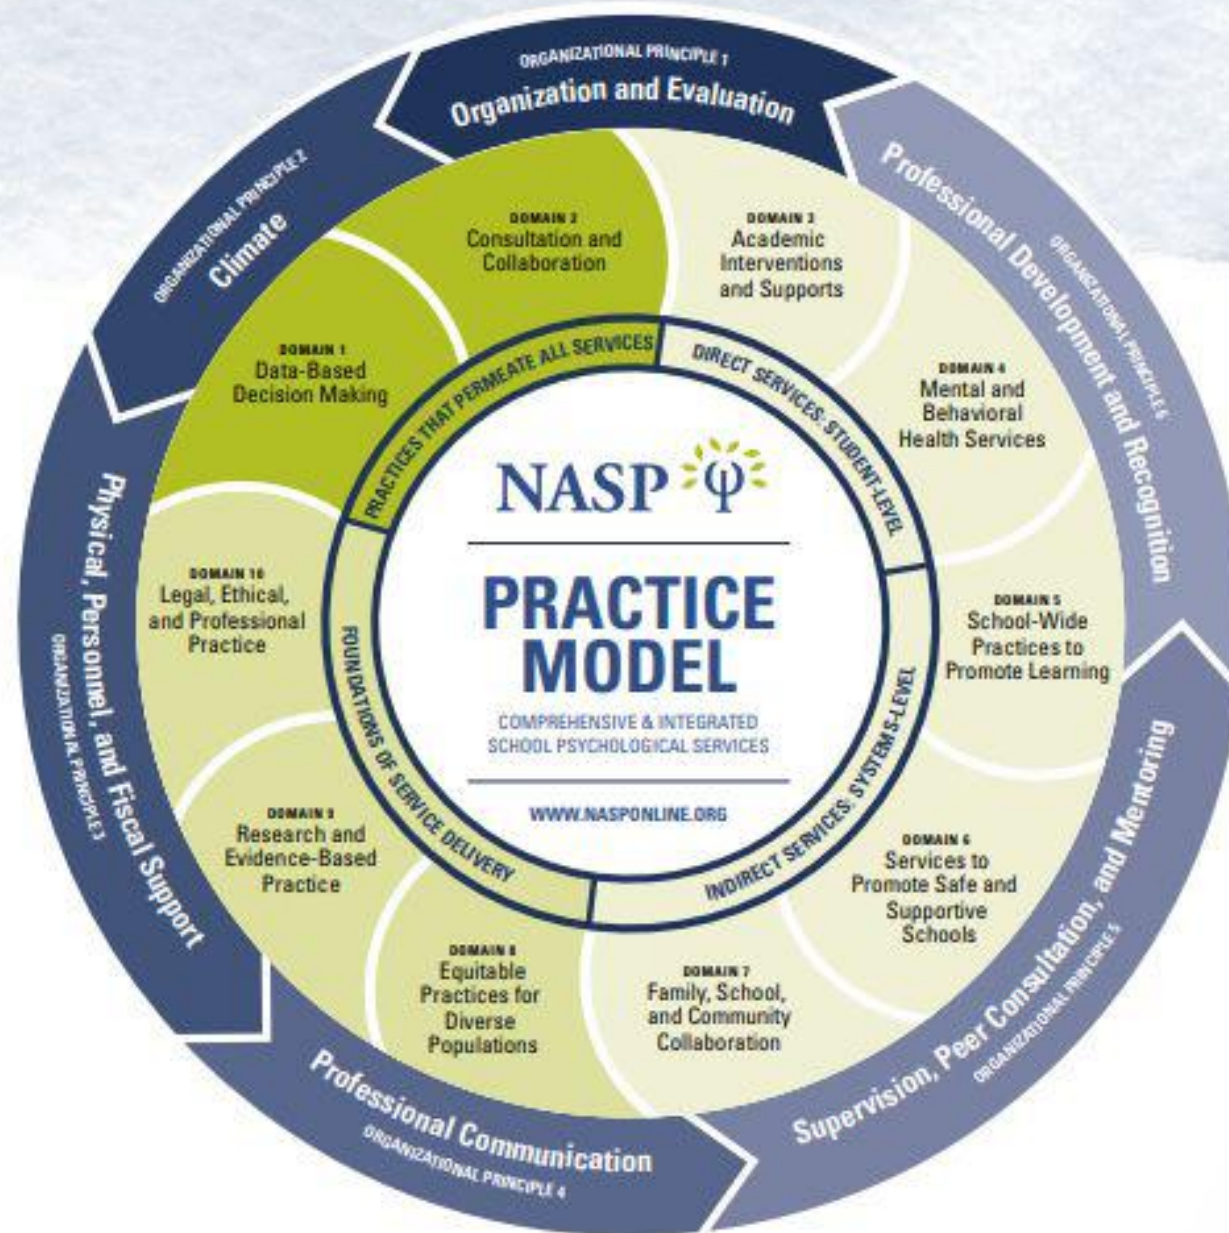 ORGANIZATIONAL PRINCIPLE 1
Organization and Evaluation
ORGANIZATIONAL PRINCIPLE 2
Climate
Physical, Personnel, and Fiscal Support
ORGANIZATIONAL PRINCIPLE 3
Professional Communication
ORGANIZATIONAL PRINCIPLE 4
Supervision, Peer Consultation, and Mentoring
ORGANIZATIONAL PRINCIPLE 5
Professional Development and Recognition
ORGANIZATIONAL PRINCIPLE 6
PRACTICES THAT PERMEATE ALL SERVICES
DOMAIN 1
Data-Based
Decision Making
DOMAIN 2
Consultation and
Collaboration
DIRECT SERVICES: STUDENT-LEVEL
DOMAIN 3
Academic
Interventions
and Supports
DOMAIN 4
Mental and
Behavioral
Health Services
INDIRECT SERVICES: SYSTEMS-LEVEL
DOMAIN 5
School-Wide
Practices to
Promote Learning
DOMAIN 6
Services to
Promote Safe and
Supportive
Schools
DOMAIN 7
Family, School,
and Community
Collaboration
FOUNDATIONS OF SERVICE DELIVERY
DOMAIN 8
Equitable
Practices for
Diverse
Populations
DOMAIN 9
Research and
Evidence-Based
Practice
DOMAIN 10
Legal, Ethical,
and Professional
Practice
NASP ψ
PRACTICE
MODEL
COMPREHENSIVE & INTEGRATED
SCHOOL PSYCHOLOGICAL SERVICES
WWW.NASPONLINE.ORG